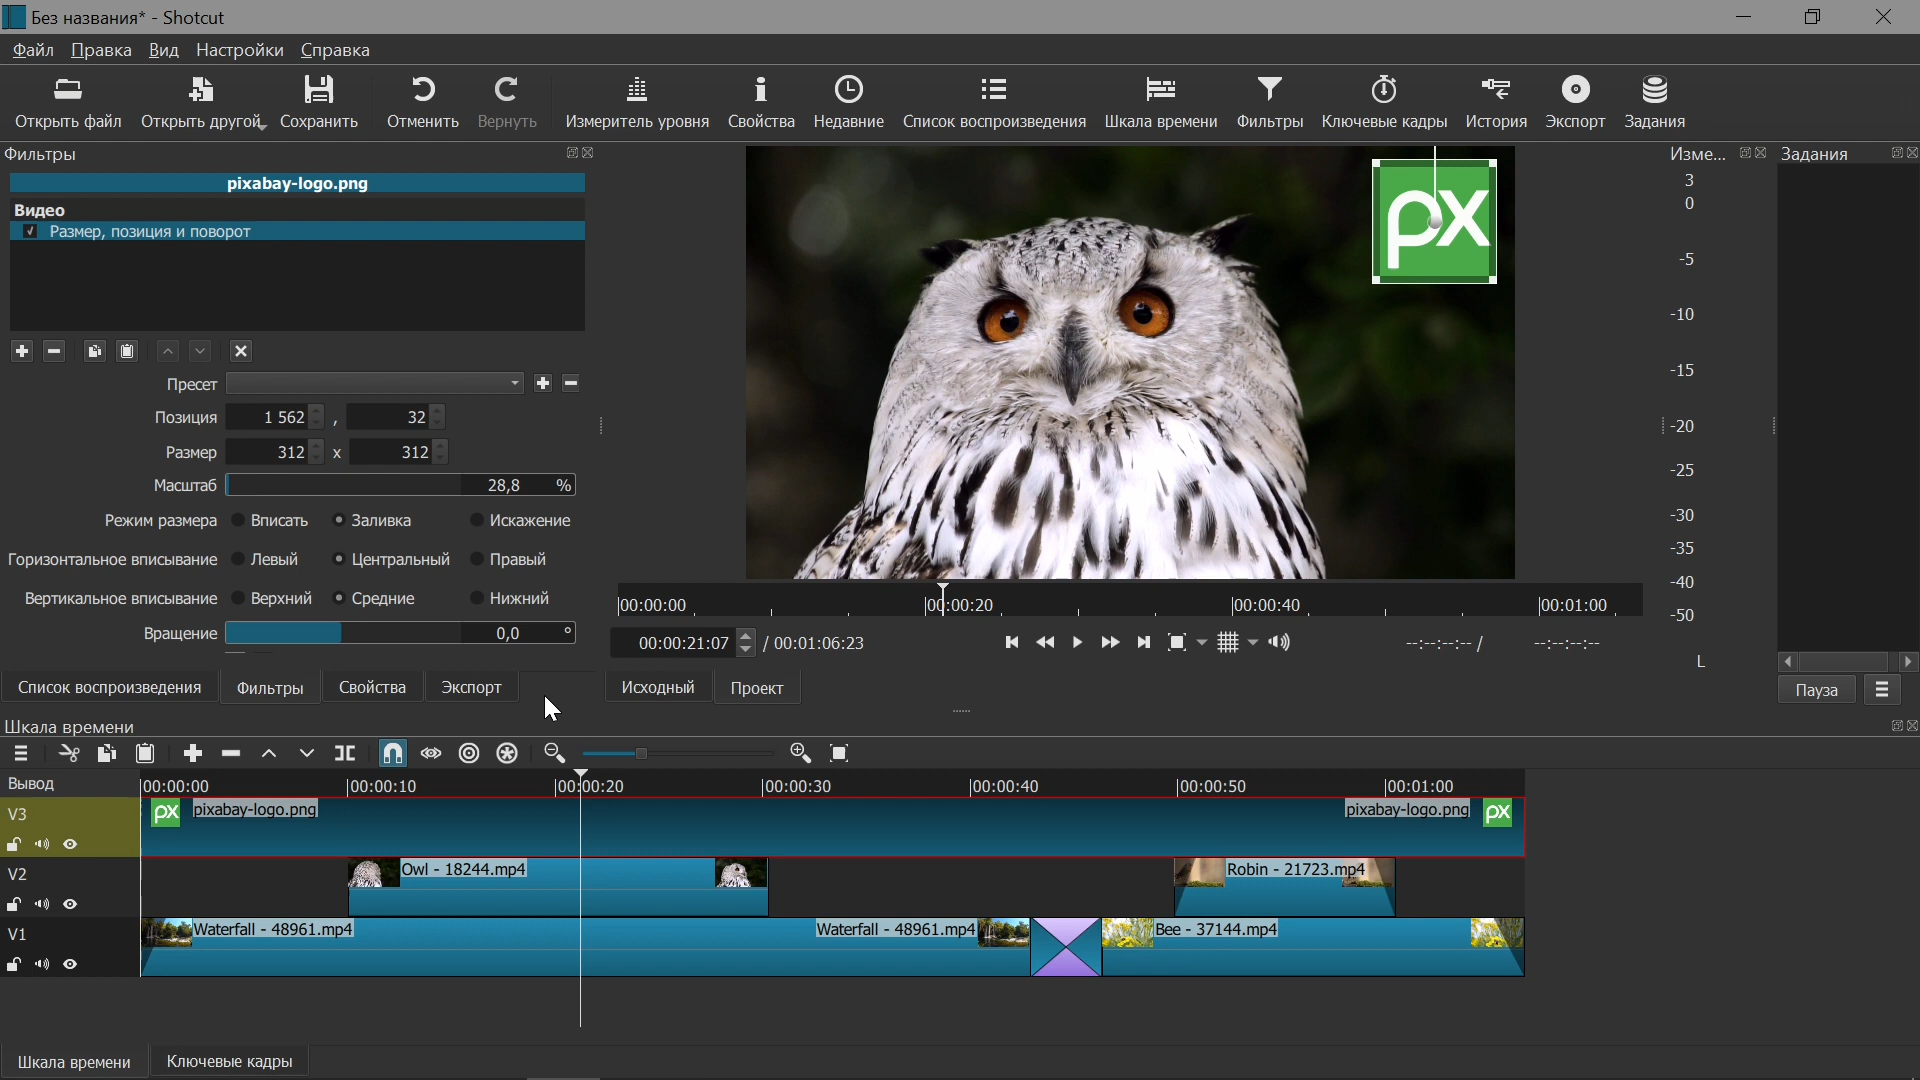 Без названия* - Shotcut
Файл Правка Вид Настройки Справка
Открыть файл Открыть другой Сохранить Отменить Вернуть Измеритель уровня Свойства Недавние Список воспроизведения Шкала времени Фильтры Ключевые кадры История Экспорт Задания
Фильтры
pixabay-logo.png
Видео
Размер, позиция и поворот
Пресет
Позиция 1 562 , 32
Размер 312 x 312
Масштаб 28,8 %
Режим размера Вписать Заливка Искажение
Горизонтальное вписывание Левый Центральный Правый
Вертикальное вписывание Верхний Средние Нижний
Вращение 0,0 °
Список воспроизведения Фильтры Свойства Экспорт
px
00:00:00 00:00:20 00:00:40 00:01:00
00:00:21:07 / 00:01:06:23 --:--:--:-- / --:--:--:--
Исходный Проект
Изме...
3
0
-5
-10
-15
-20
-25
-30
-35
-40
-50
L
Задания
Пауза
Шкала времени
Вывод 00:00:00 00:00:10 00:00:20 00:00:30 00:00:40 00:00:50 00:01:00
V3 px pixabay-logo.png pixabay-logo.png px
V2 Owl - 18244.mp4 Robin - 21723.mp4
V1 Waterfall - 48961.mp4 Waterfall - 48961.mp4 Bee - 37144.mp4
Шкала времени Ключевые кадры